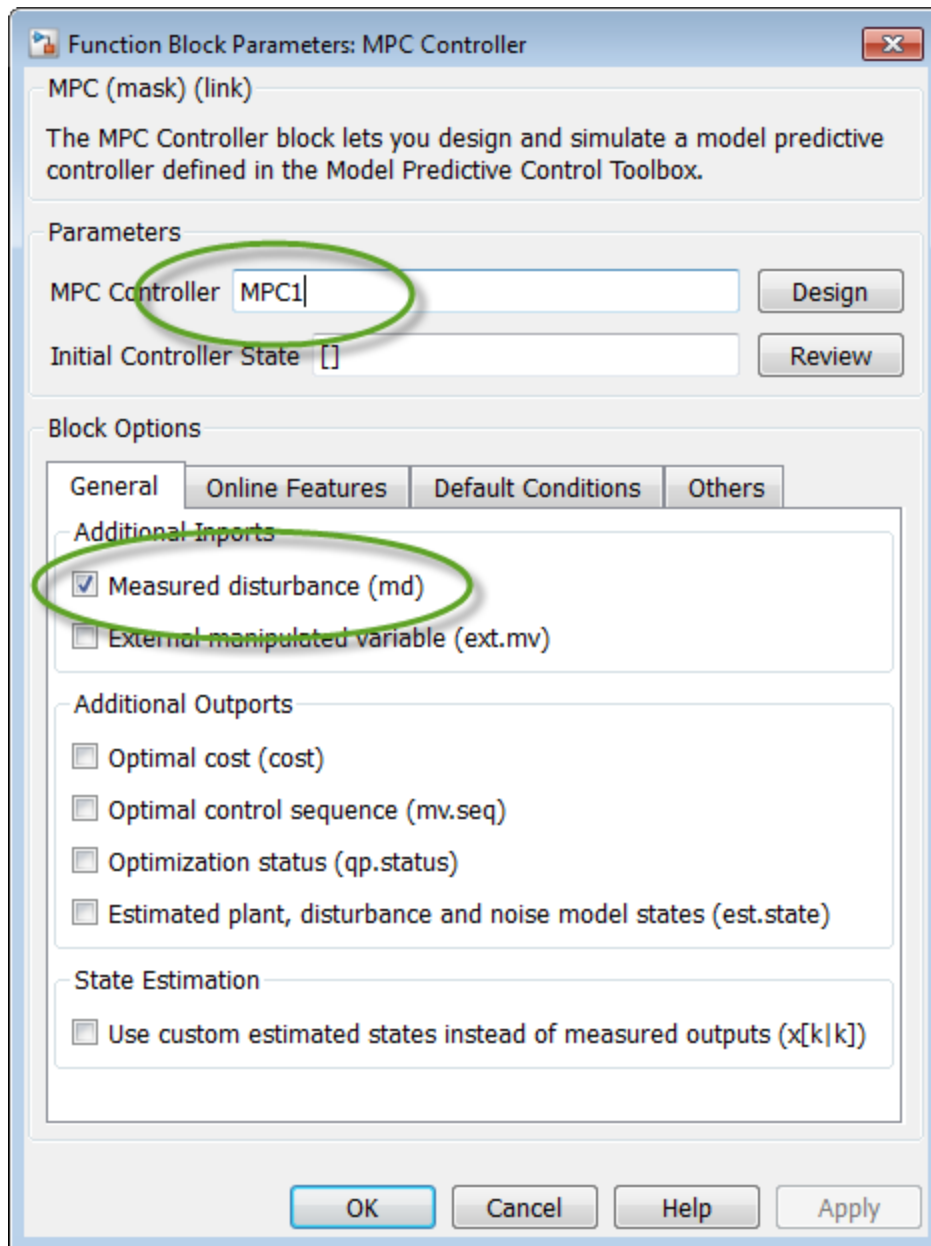 Function Block Parameters: MPC Controller
MPC (mask) (link)
The MPC Controller block lets you design and simulate a model predictive
controller defined in the Model Predictive Control Toolbox.
Parameters
MPC Controller MPC1 Design
Initial Controller State [] Review
Block Options
General Online Features Default Conditions Others
Additional Inports
Measured disturbance (md)
External manipulated variable (ext.mv)
Additional Outports
Optimal cost (cost)
Optimal control sequence (mv.seq)
Optimization status (qp.status)
Estimated plant, disturbance and noise model states (est.state)
State Estimation
Use custom estimated states instead of measured outputs (x[k|k])
OK Cancel Help Apply